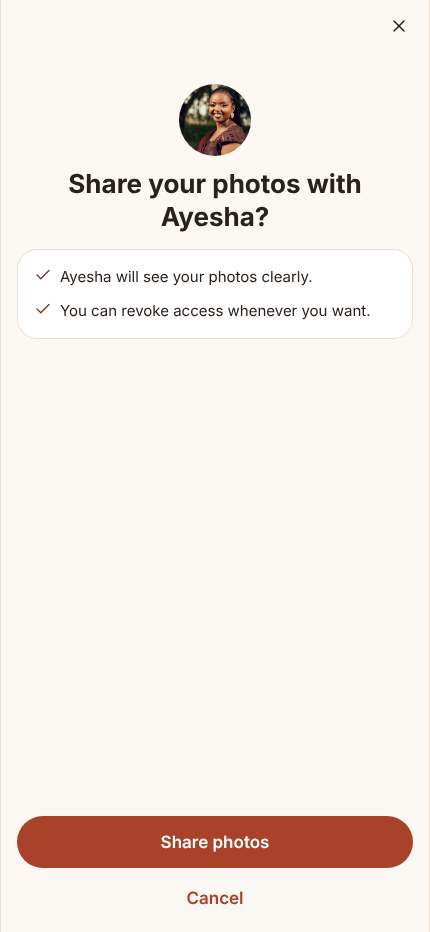 Share your photos with
Ayesha?
Ayesha will see your photos clearly.
You can revoke access whenever you want.
Share photos
Cancel